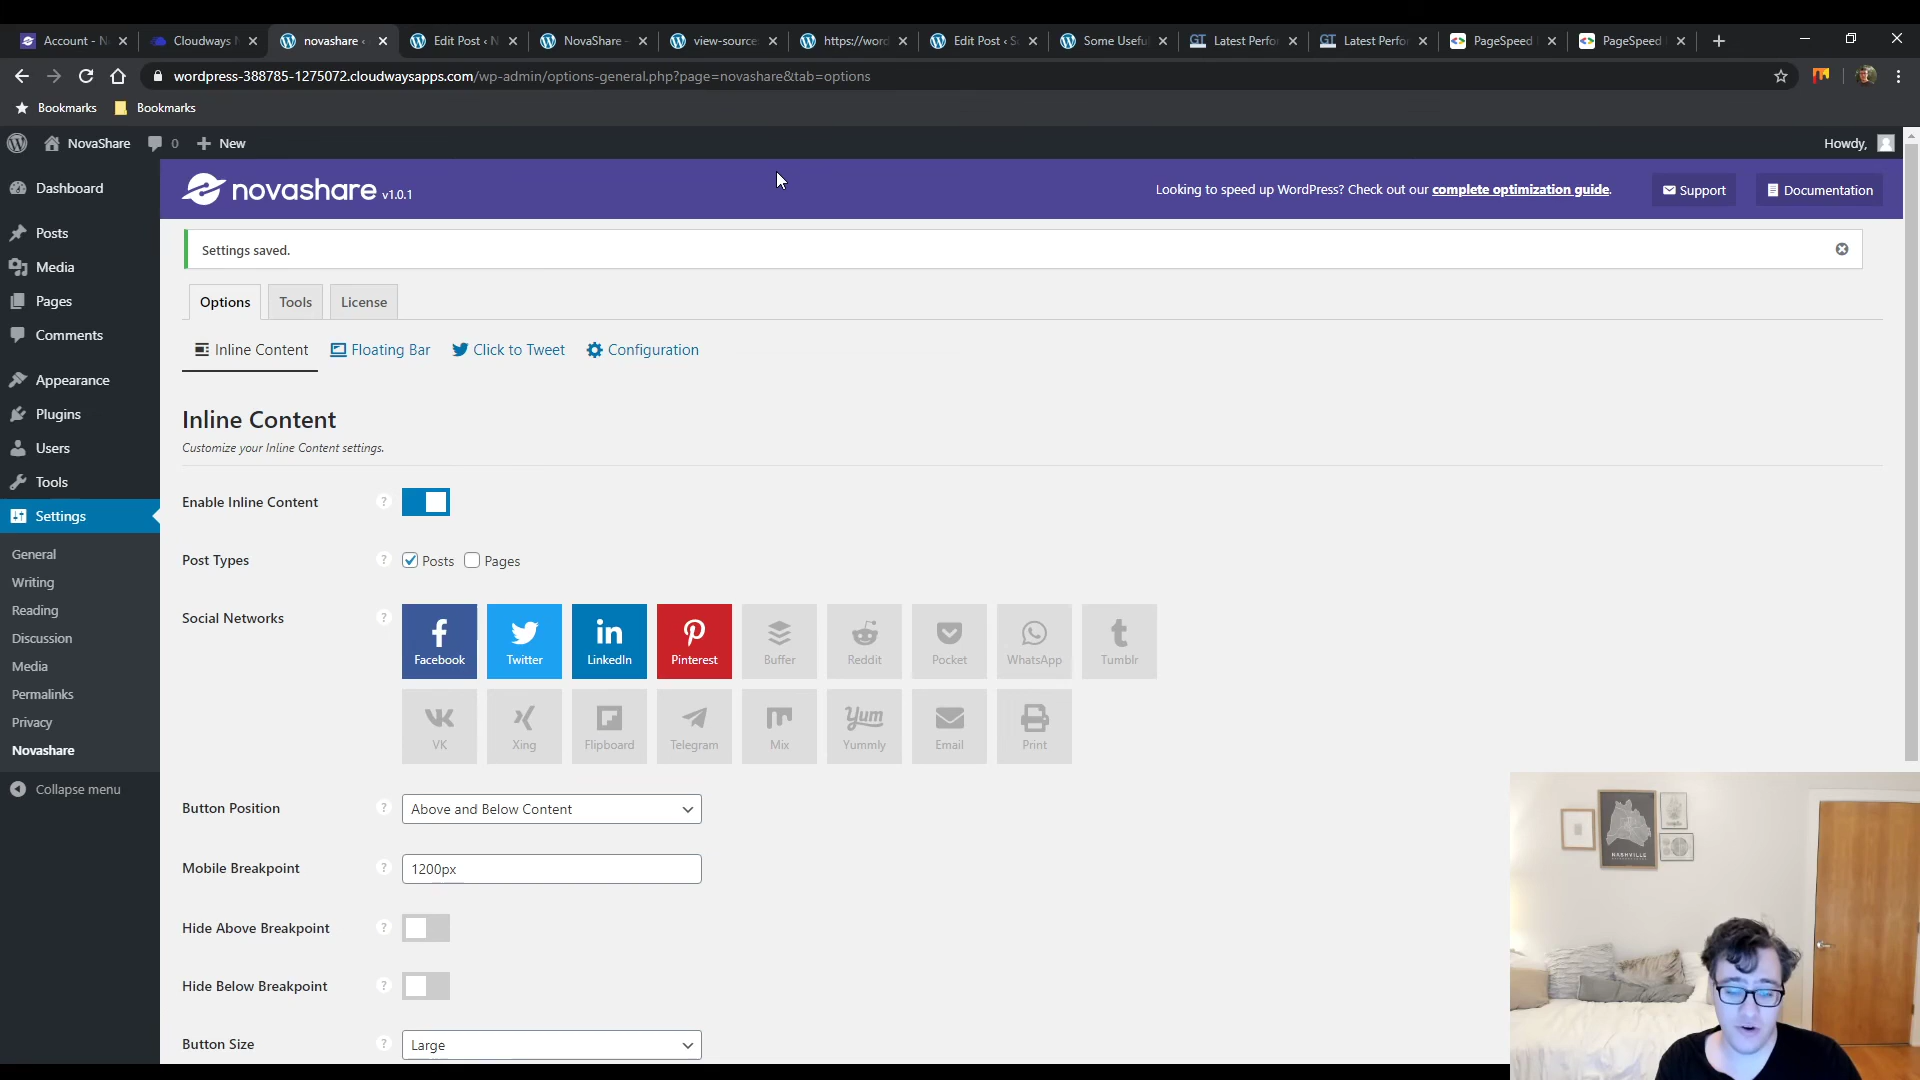 Account - N
Cloudways N
novashare ‹
Edit Post ‹ N
NovaShare -
view-source:
https://word
Edit Post ‹ S
Some Useful
Latest Perfo
Latest Perfo
PageSpeed
PageSpeed
wordpress-388785-1275072.cloudwaysapps.com/wp-admin/options-general.php?page=novashare&tab=options
Bookmarks
Bookmarks
NovaShare
0
New
Howdy,
Dashboard
Posts
Media
Pages
Comments
Appearance
Plugins
Users
Tools
Settings
General
Writing
Reading
Discussion
Media
Permalinks
Privacy
Novashare
Collapse menu
novashare v1.0.1
Looking to speed up WordPress? Check out our complete optimization guide.
Support
Documentation
Settings saved.
Options
Tools
License
Inline Content
Floating Bar
Click to Tweet
Configuration
Inline Content
Customize your Inline Content settings.
Enable Inline Content ?
Post Types ? Posts Pages
Social Networks ?
Facebook
Twitter
LinkedIn
Pinterest
Buffer
Reddit
Pocket
WhatsApp
Tumblr
VK
Xing
Flipboard
Telegram
Mix
Yummly
Email
Print
Button Position ? Above and Below Content
Mobile Breakpoint ? 1200px
Hide Above Breakpoint ?
Hide Below Breakpoint ?
Button Size ? Large
NASHVILLE